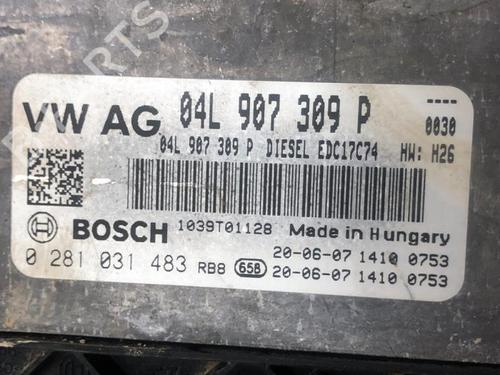 VW AG 04L 907 309 P ----
0030
04L 907 309 P DIESEL EDC17C74 HW: H26
BOSCH 1039T01128 Made in Hungary
0 281 031 483 RB8 658 20-06-07 1410 0753
20-06-07 1410 0753